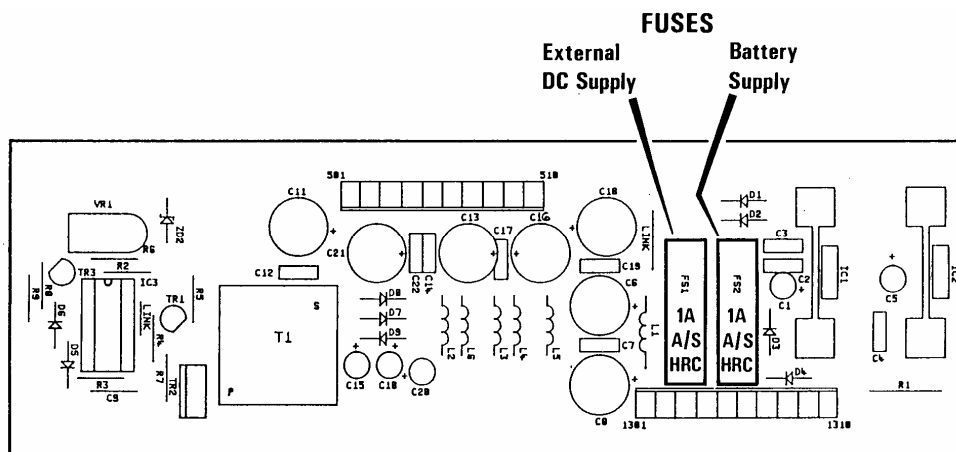 FUSES
External
DC Supply
Battery
Supply
501
510
C11
C13
C16
C18
D1
D2
VR1
ZD2
R6
C21
C17
LINK
C3
R2
C12
C22
C14
C19
FS1
1A
A/S
HRC
FS2
1A
A/S
HRC
C2
C1
IC1
C5
IC2
R9
R8
TR3
IC3
TR1
R5
D6
LINK
R4
S
T1
P
D8
D7
D9
L2
L6
L3
L4
L5
C6
C7
L1
D3
C4
D5
R7
TR2
R3
C9
C15
C18
C20
D4
R1
1301
1310